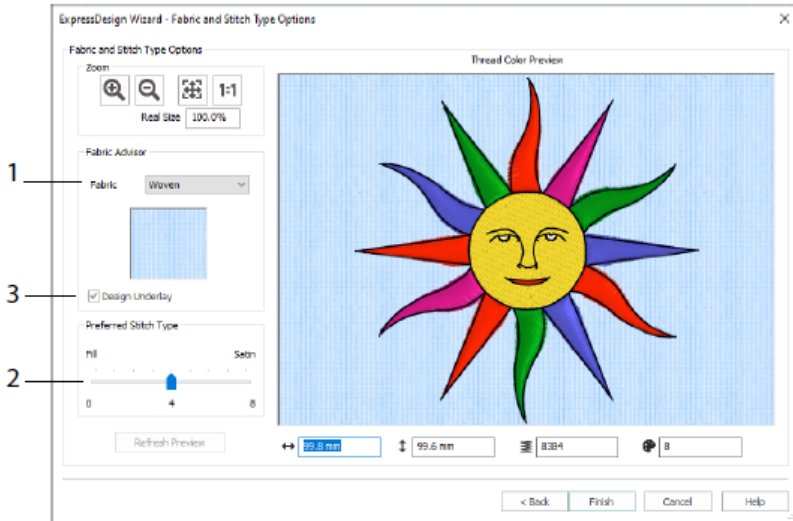 ExpressDesign Wizard - Fabric and Stitch Type Options
Fabric and Stitch Type Options
Zoom
1:1
Real Size 100.0%
Thread Color Preview
Fabric Advisor
1
Fabric Woven
3
Design Underlay
Preferred Stitch Type
Fill Satin
2
0 4 8
Refresh Preview
99.8 mm 99.6 mm 8384 8
< Back Finish Cancel Help